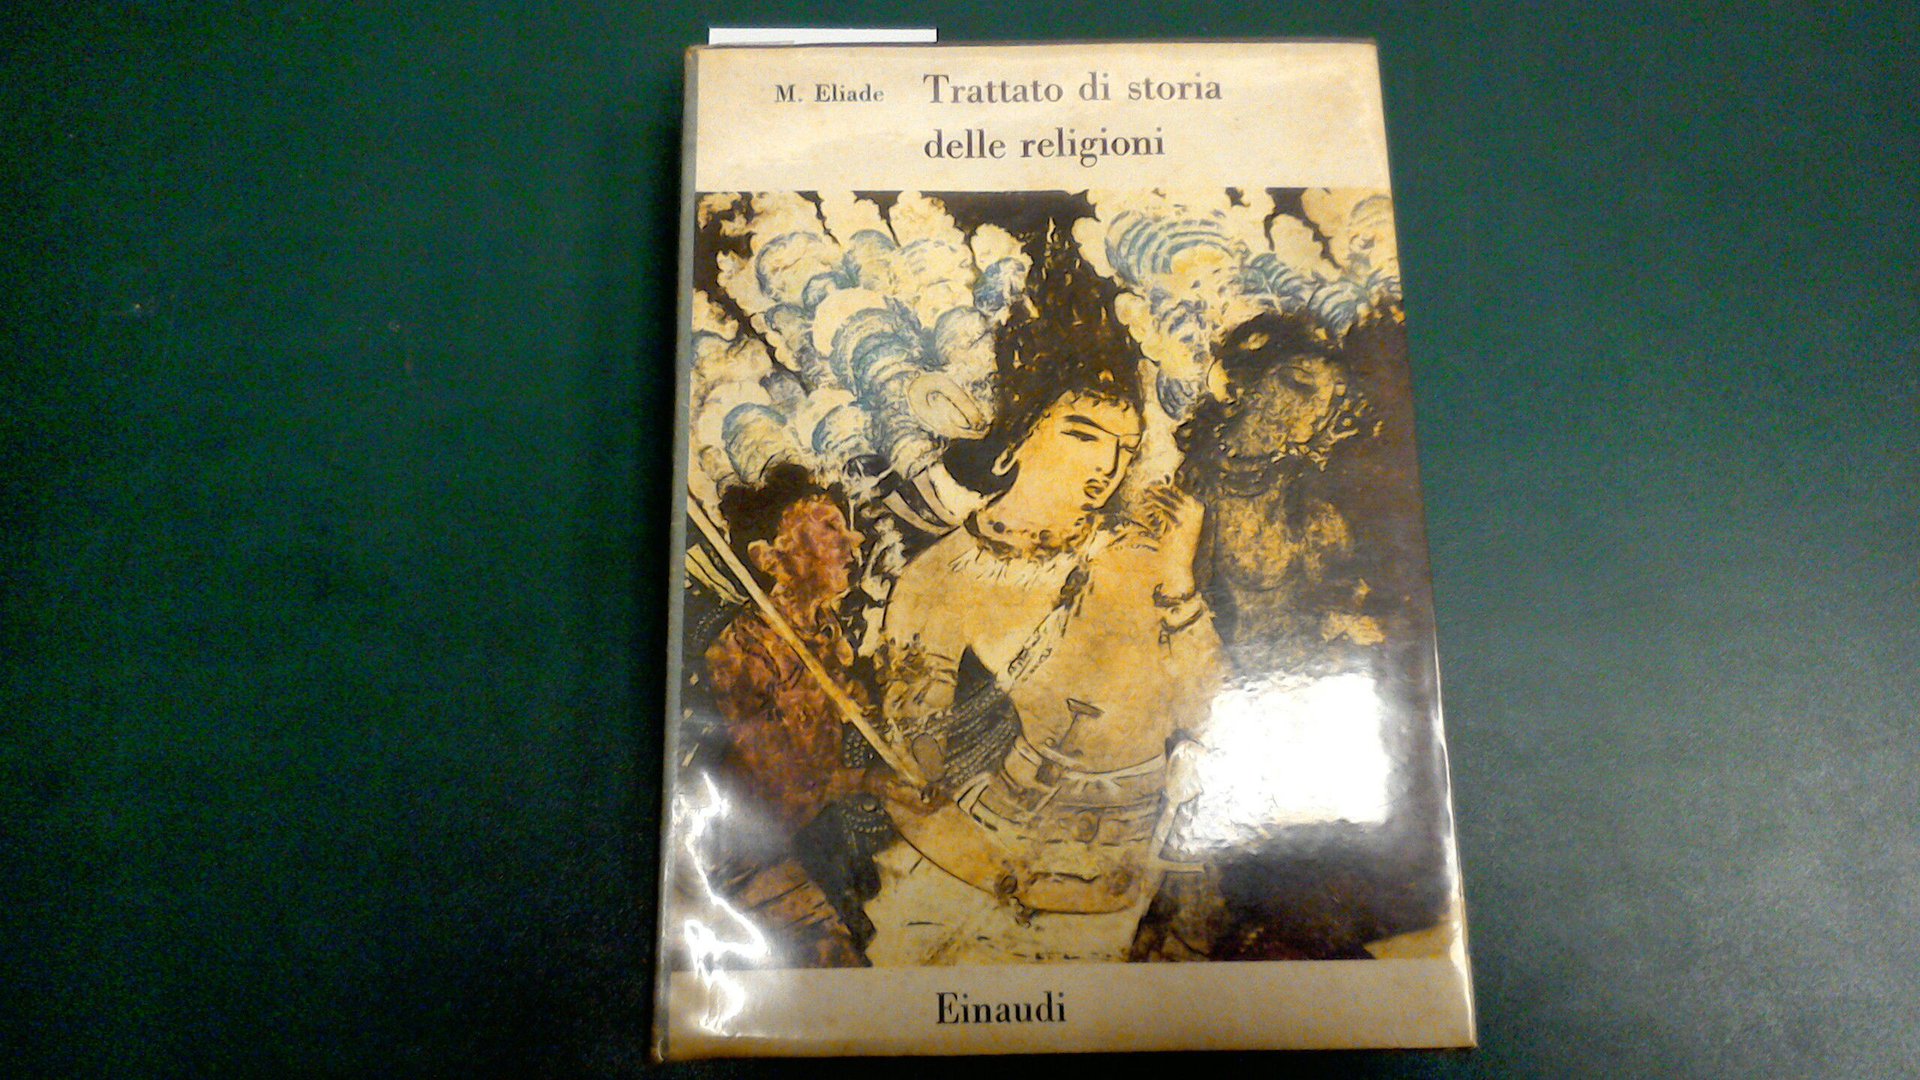 M. Eliade Trattato di storia
delle religioni
Einaudi